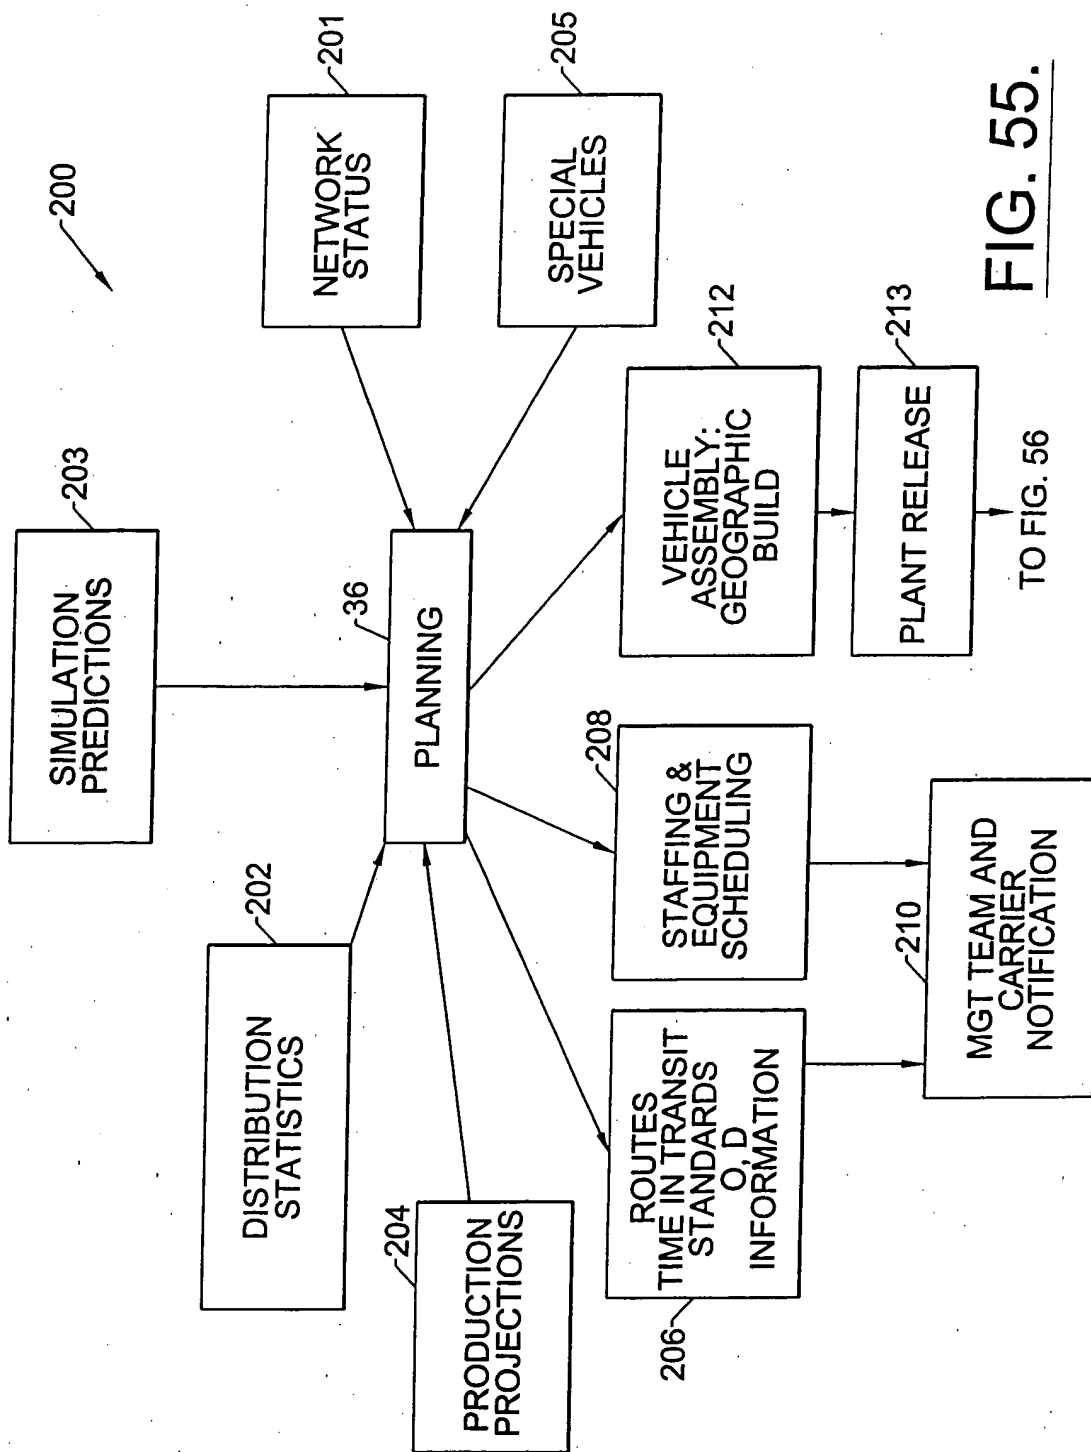 200
203
SIMULATION
PREDICTIONS
202
DISTRIBUTION
STATISTICS
201
NETWORK
STATUS
36
PLANNING
204
PRODUCTION
PROJECTIONS
205
SPECIAL
VEHICLES
206
ROUTES
TIME IN TRANSIT
STANDARDS
O, D
INFORMATION
208
STAFFING &
EQUIPMENT
SCHEDULING
212
VEHICLE
ASSEMBLY:
GEOGRAPHIC
BUILD
213
PLANT RELEASE
210
MGT TEAM AND
CARRIER
NOTIFICATION
TO FIG. 56
FIG. 55.